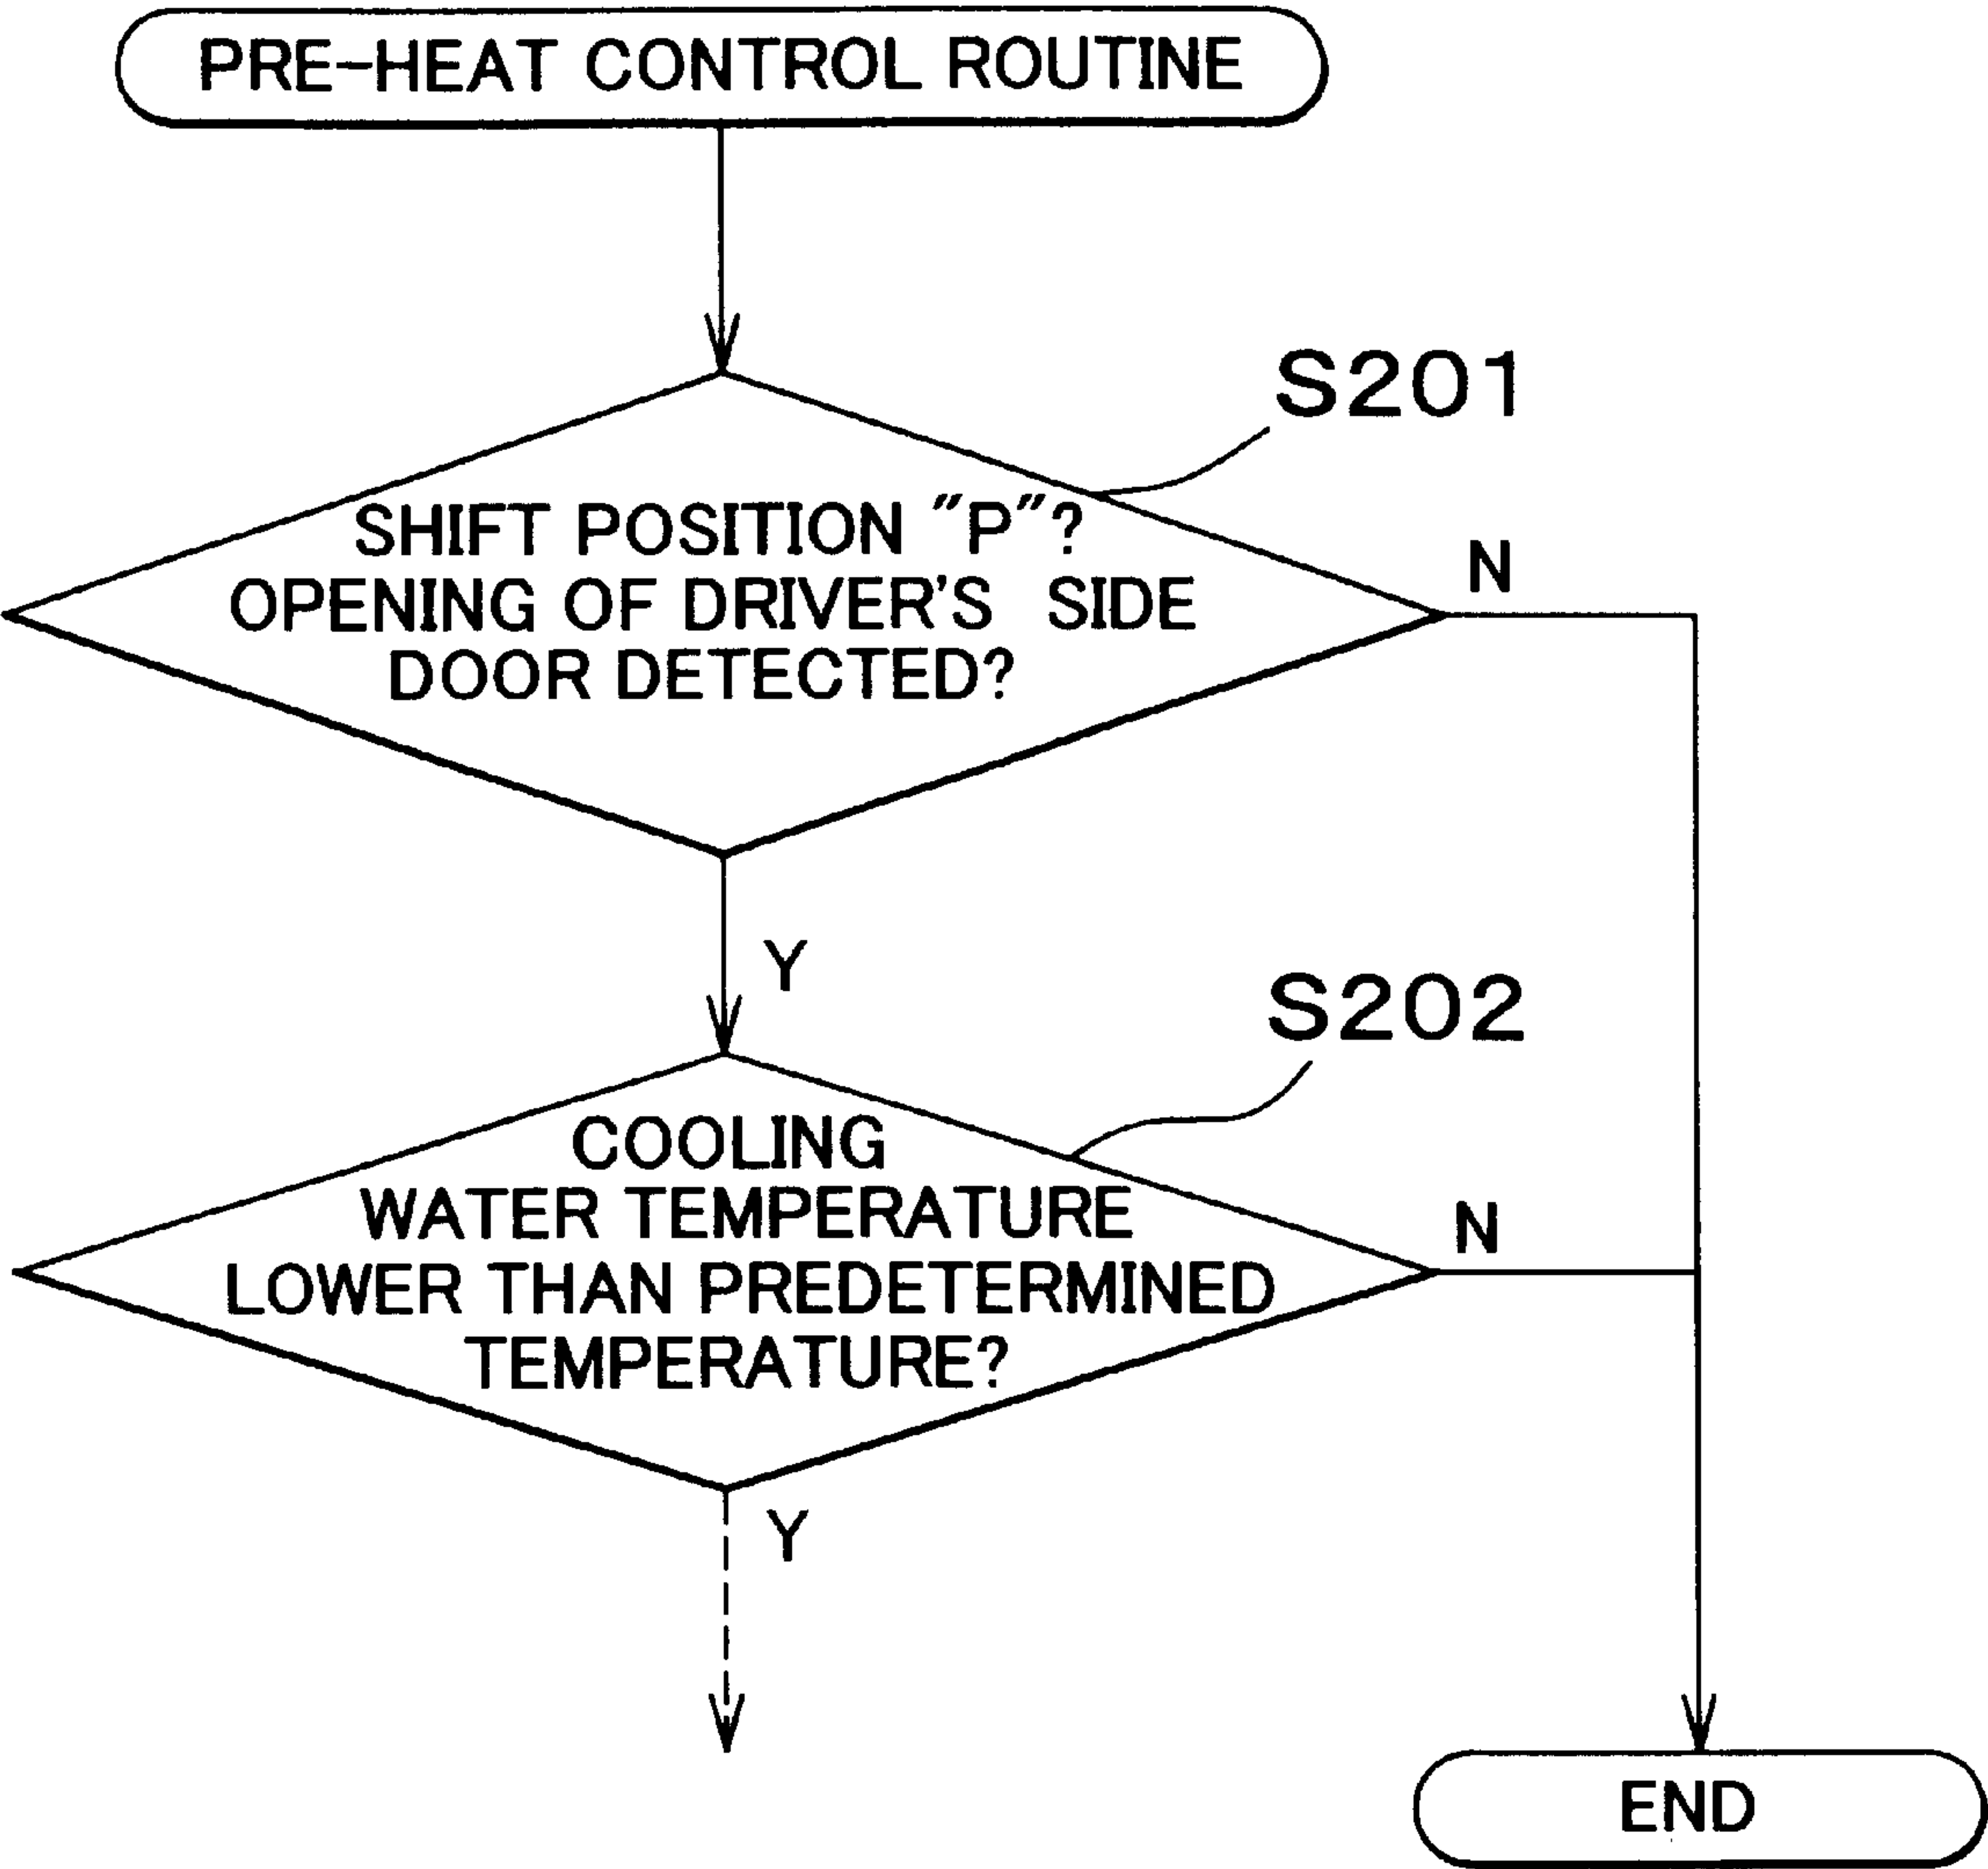 PRE-HEAT CONTROL ROUTINE
S201
SHIFT POSITION "P"?
OPENING OF DRIVER'S SIDE
DOOR DETECTED?
N
Y
S202
COOLING
WATER TEMPERATURE
LOWER THAN PREDETERMINED
TEMPERATURE?
N
Y
END